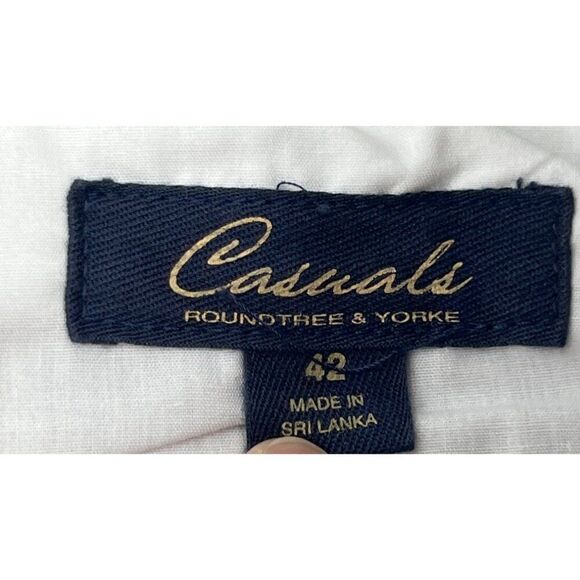 Casuals
ROUNDTREE & YORKE
42
MADE IN
SRI LANKA